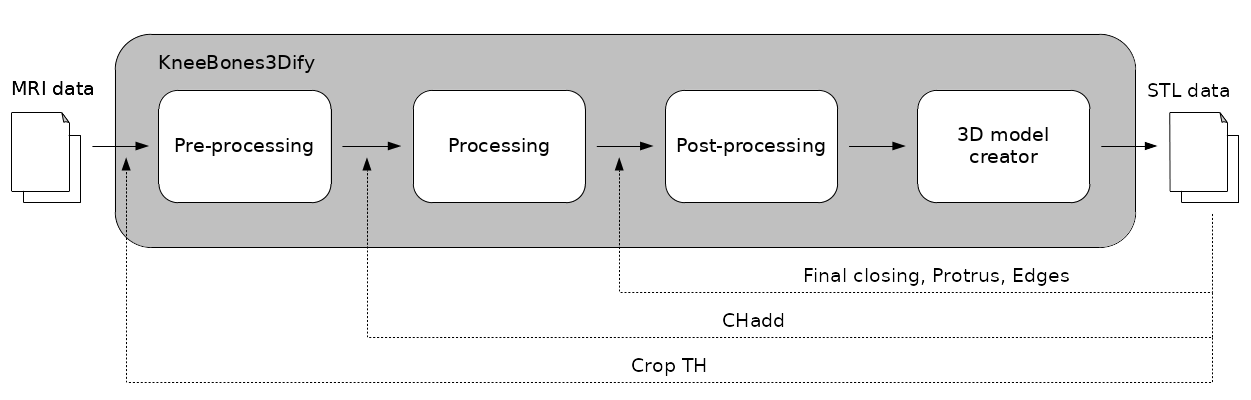 KneeBones3Dify
MRI data
STL data
Pre-processing
Processing
Post-processing
3D model
creator
Final closing, Protrus, Edges
CHadd
Crop TH